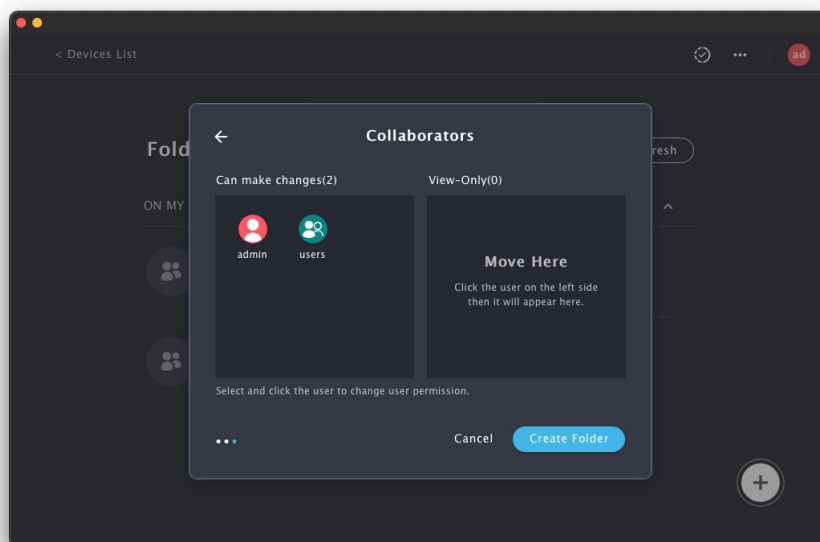 < Devices List
ad
Collaborators
Fold
resh
Can make changes(2)
View-Only(0)
ON MY
admin
users
Move Here
Click the user on the left side
then it will appear here.
Select and click the user to change user permission.
Cancel
Create Folder